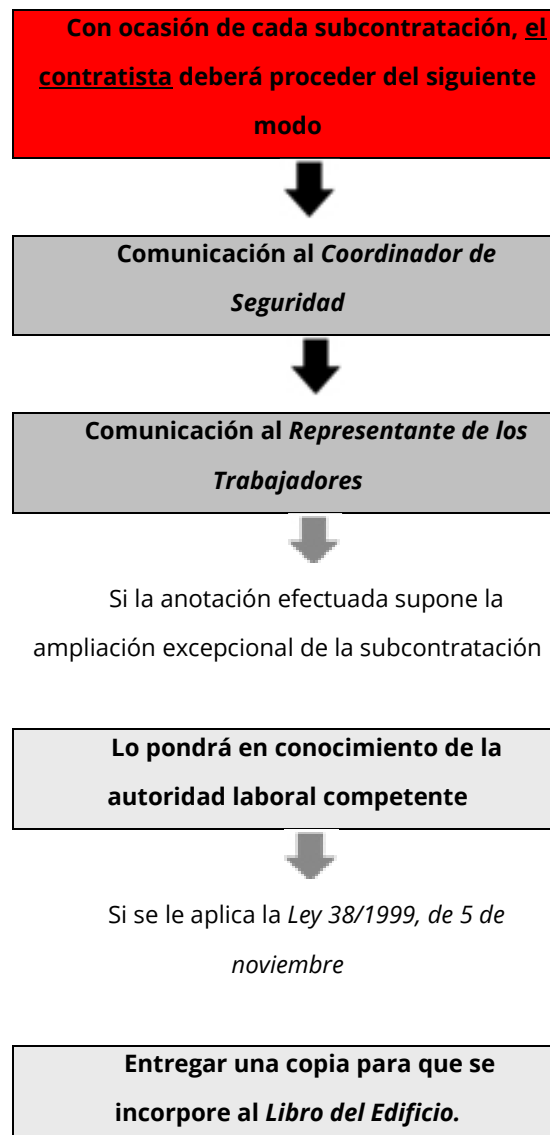 Con ocasión de cada subcontratación, el
contratista deberá proceder del siguiente
modo
Comunicación al Coordinador de
Seguridad
Comunicación al Representante de los
Trabajadores
Si la anotación efectuada supone la
ampliación excepcional de la subcontratación
Lo pondrá en conocimiento de la
autoridad laboral competente
Si se le aplica la Ley 38/1999, de 5 de
noviembre
Entregar una copia para que se
incorpore al Libro del Edificio.